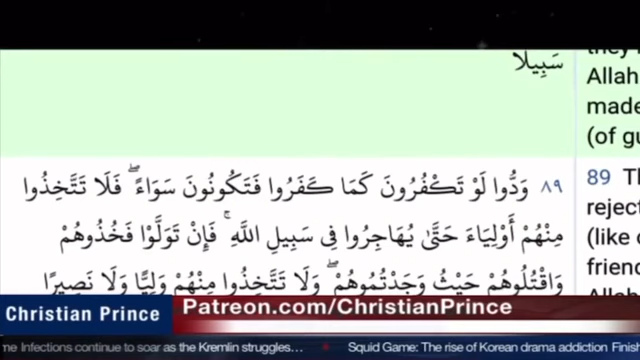 سَبِيلًا
Allah
made
(of gu
٨٩ وَدُّوا لَوْ تَكْفُرُونَ كَمَا كَفَرُوا فَتَكُونُونَ سَوَاءً ۖ فَلَا تَتَّخِذُوا
مِنْهُمْ أَوْلِيَاءَ حَتَّىٰ يُهَاجِرُوا فِي سَبِيلِ اللَّهِ ۚ فَإِن تَوَلَّوْا فَخُذُوهُمْ
وَاقْتُلُوهُمْ حَيْثُ وَجَدتُّمُوهُمْ ۖ وَلَا تَتَّخِذُوا مِنْهُمْ وَلِيًّا وَلَا نَصِيرًا
89 Th
reject
(like o
friend
Christian Prince
Patreon.com/ChristianPrince
me Infections continue to soar as the Kremlin struggles...
Squid Game: The rise of Korean drama addiction Finish